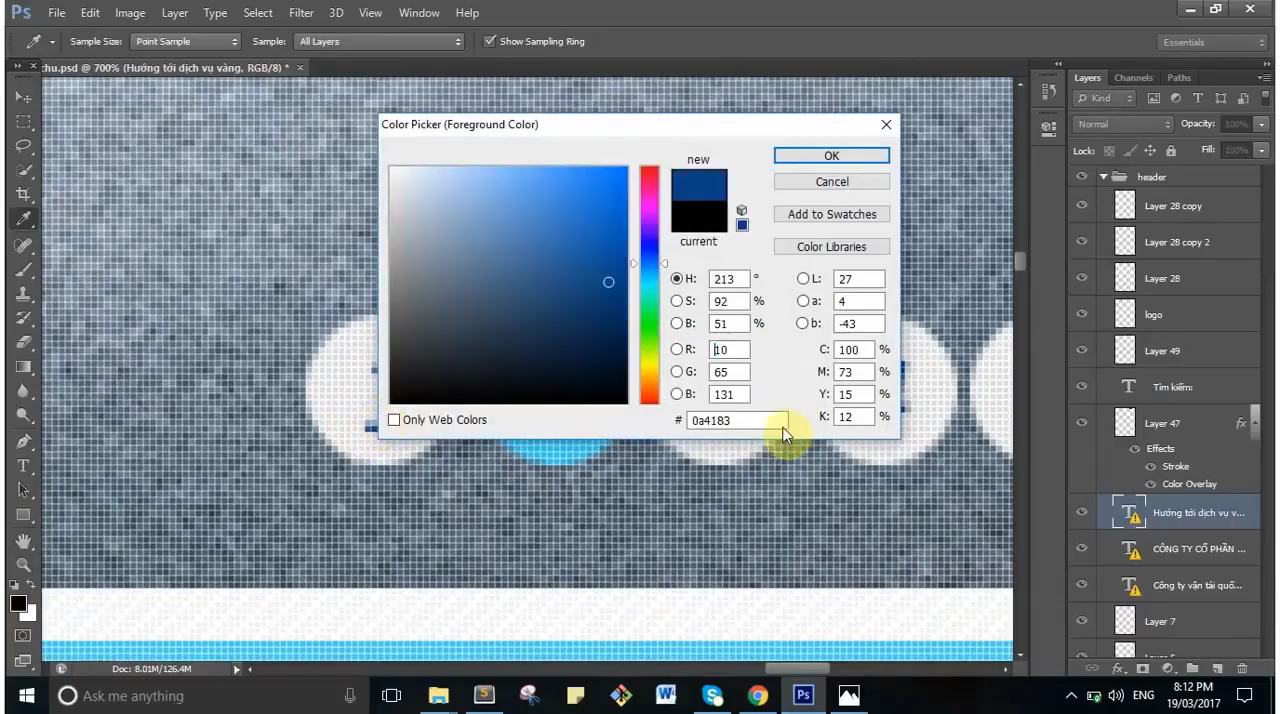 Ps File Edit Image Layer Type Select Filter 3D View Window Help
Sample Size: Point Sample Sample: All Layers Show Sampling Ring Essentials
chu.psd @ 700% (Hướng tới dịch vụ vàng, RGB/8) * ×
Color Picker (Foreground Color)
new
current
OK
Cancel
Add to Swatches
Color Libraries
H: 213 °
S: 92 %
B: 51 %
R: 10
G: 65
B: 131
# 0a4183
L: 27
a: 4
b: -43
C: 100 %
M: 73 %
Y: 15 %
K: 12 %
Only Web Colors
Layers Channels Paths
Kind
Normal Opacity: 100%
Lock: Fill: 100%
header
Layer 28 copy
Layer 28 copy 2
Layer 28
logo
Layer 49
Tìm kiếm:
Layer 47 fx
Effects
Stroke
Color Overlay
Hướng tới dịch vụ v...
CÔNG TY CỔ PHẦN ...
Công ty vận tải quố...
Layer 7
Doc: 8.01M/126.4M
Ask me anything
ENG
8:12 PM
19/03/2017